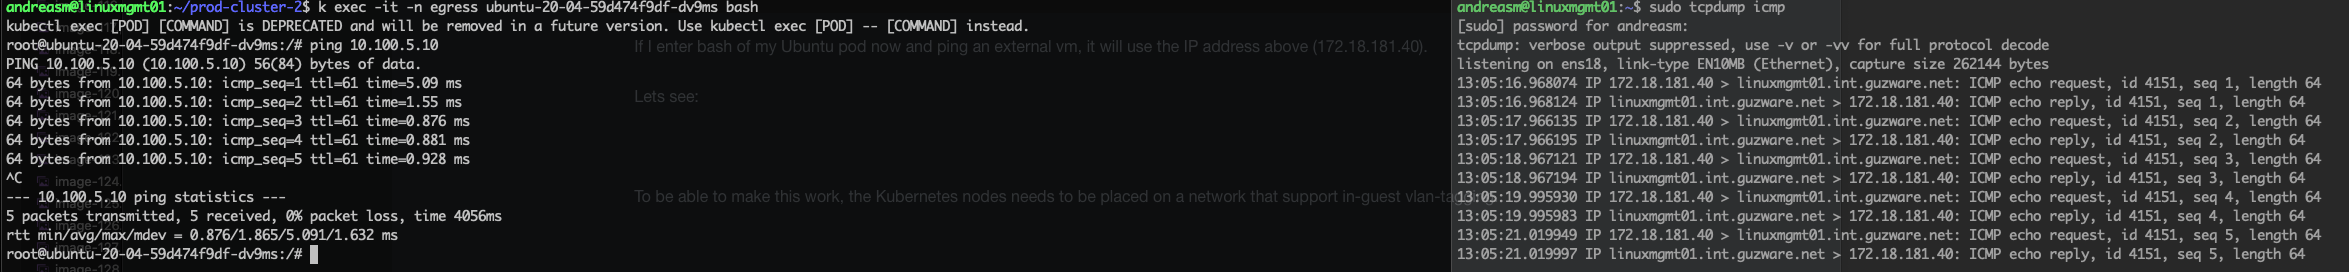 andreasm@linuxmgmt01:~/prod-cluster-2$ k exec -it -n egress ubuntu-20-04-59d474f9df-dv9ms bash
kubectl exec [POD] [COMMAND] is DEPRECATED and will be removed in a future version. Use kubectl exec [POD] -- [COMMAND] instead.
root@ubuntu-20-04-59d474f9df-dv9ms:/# ping 10.100.5.10
PING 10.100.5.10 (10.100.5.10) 56(84) bytes of data.
64 bytes from 10.100.5.10: icmp_seq=1 ttl=61 time=5.09 ms
64 bytes from 10.100.5.10: icmp_seq=2 ttl=61 time=1.55 ms
64 bytes from 10.100.5.10: icmp_seq=3 ttl=61 time=0.876 ms
64 bytes from 10.100.5.10: icmp_seq=4 ttl=61 time=0.881 ms
64 bytes from 10.100.5.10: icmp_seq=5 ttl=61 time=0.928 ms
^C
--- 10.100.5.10 ping statistics ---
5 packets transmitted, 5 received, 0% packet loss, time 4056ms
rtt min/avg/max/mdev = 0.876/1.865/5.091/1.632 ms
root@ubuntu-20-04-59d474f9df-dv9ms:/#
image-119.
image-120
image-124.
image-126
image-128
If I enter bash of my Ubuntu pod now and ping an external vm, it will use the IP address above (172.18.181.40).
Lets see:
To be able to make this work, the Kubernetes nodes needs to be placed on a network that support in-guest
andreasm@linuxmgmt01:~$ sudo tcpdump icmp
[sudo] password for andreasm:
tcpdump: verbose output suppressed, use -v or -vv for full protocol decode
listening on ens18, link-type EN10MB (Ethernet), capture size 262144 bytes
13:05:16.968074 IP 172.18.181.40 > linuxmgmt01.int.guzware.net: ICMP echo request, id 4151, seq 1, length 64
13:05:16.968124 IP linuxmgmt01.int.guzware.net > 172.18.181.40: ICMP echo reply, id 4151, seq 1, length 64
13:05:17.966135 IP 172.18.181.40 > linuxmgmt01.int.guzware.net: ICMP echo request, id 4151, seq 2, length 64
13:05:17.966195 IP linuxmgmt01.int.guzware.net > 172.18.181.40: ICMP echo reply, id 4151, seq 2, length 64
13:05:18.967121 IP 172.18.181.40 > linuxmgmt01.int.guzware.net: ICMP echo request, id 4151, seq 3, length 64
13:05:18.967194 IP linuxmgmt01.int.guzware.net > 172.18.181.40: ICMP echo reply, id 4151, seq 3, length 64
13:05:19.995930 IP 172.18.181.40 > linuxmgmt01.int.guzware.net: ICMP echo request, id 4151, seq 4, length 64
13:05:19.995983 IP linuxmgmt01.int.guzware.net > 172.18.181.40: ICMP echo reply, id 4151, seq 4, length 64
13:05:21.019949 IP 172.18.181.40 > linuxmgmt01.int.guzware.net: ICMP echo request, id 4151, seq 5, length 64
13:05:21.019997 IP linuxmgmt01.int.guzware.net > 172.18.181.40: ICMP echo reply, id 4151, seq 5, length 64